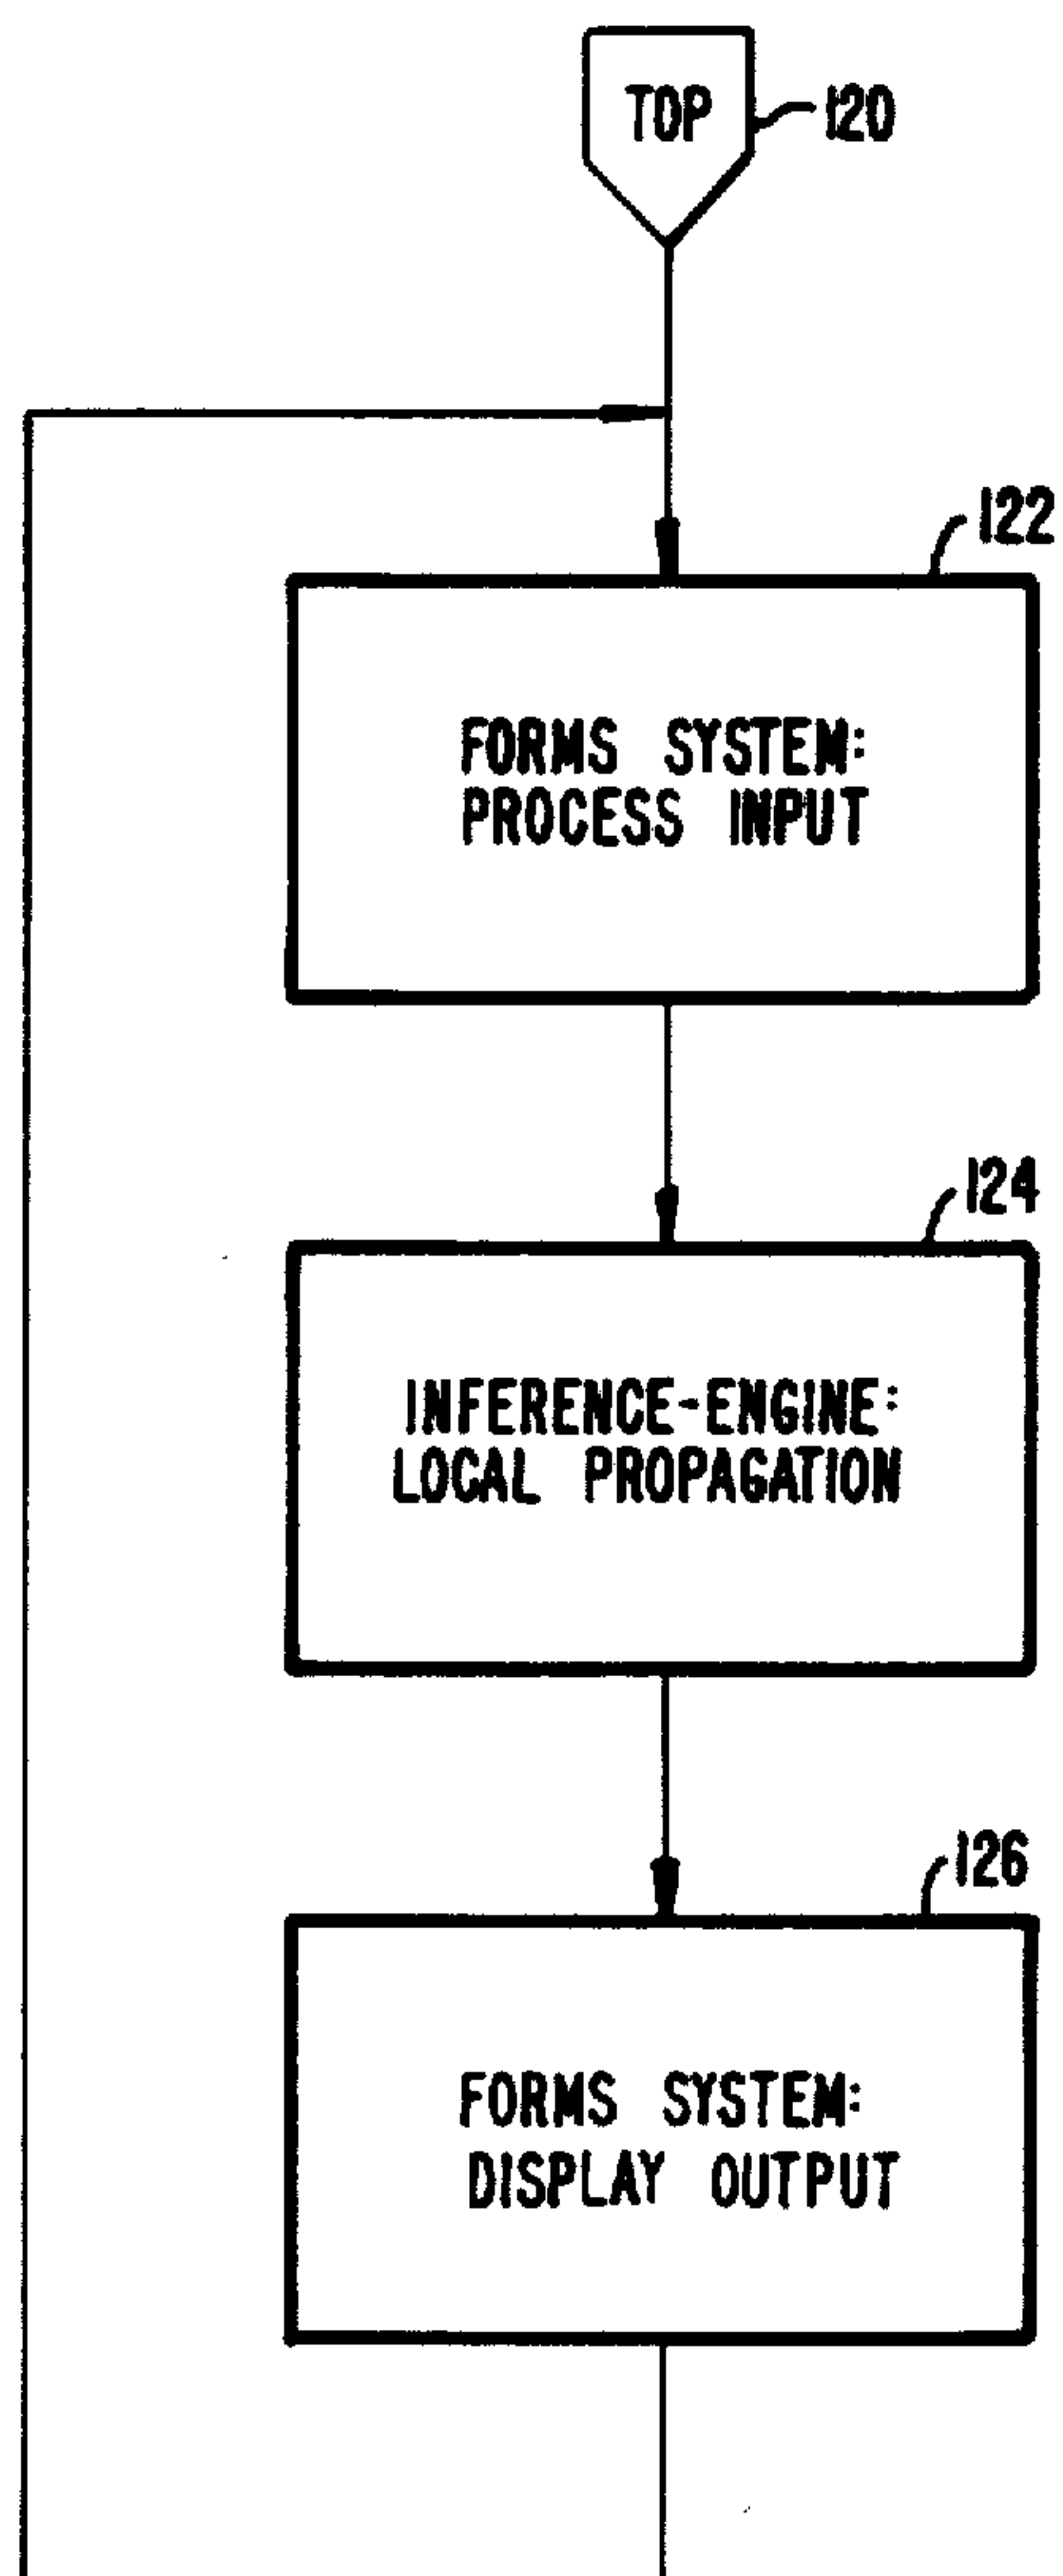 TOP
120
122
FORMS SYSTEM:
PROCESS INPUT
124
INFERENCE-ENGINE:
LOCAL PROPAGATION
126
FORMS SYSTEM:
DISPLAY OUTPUT